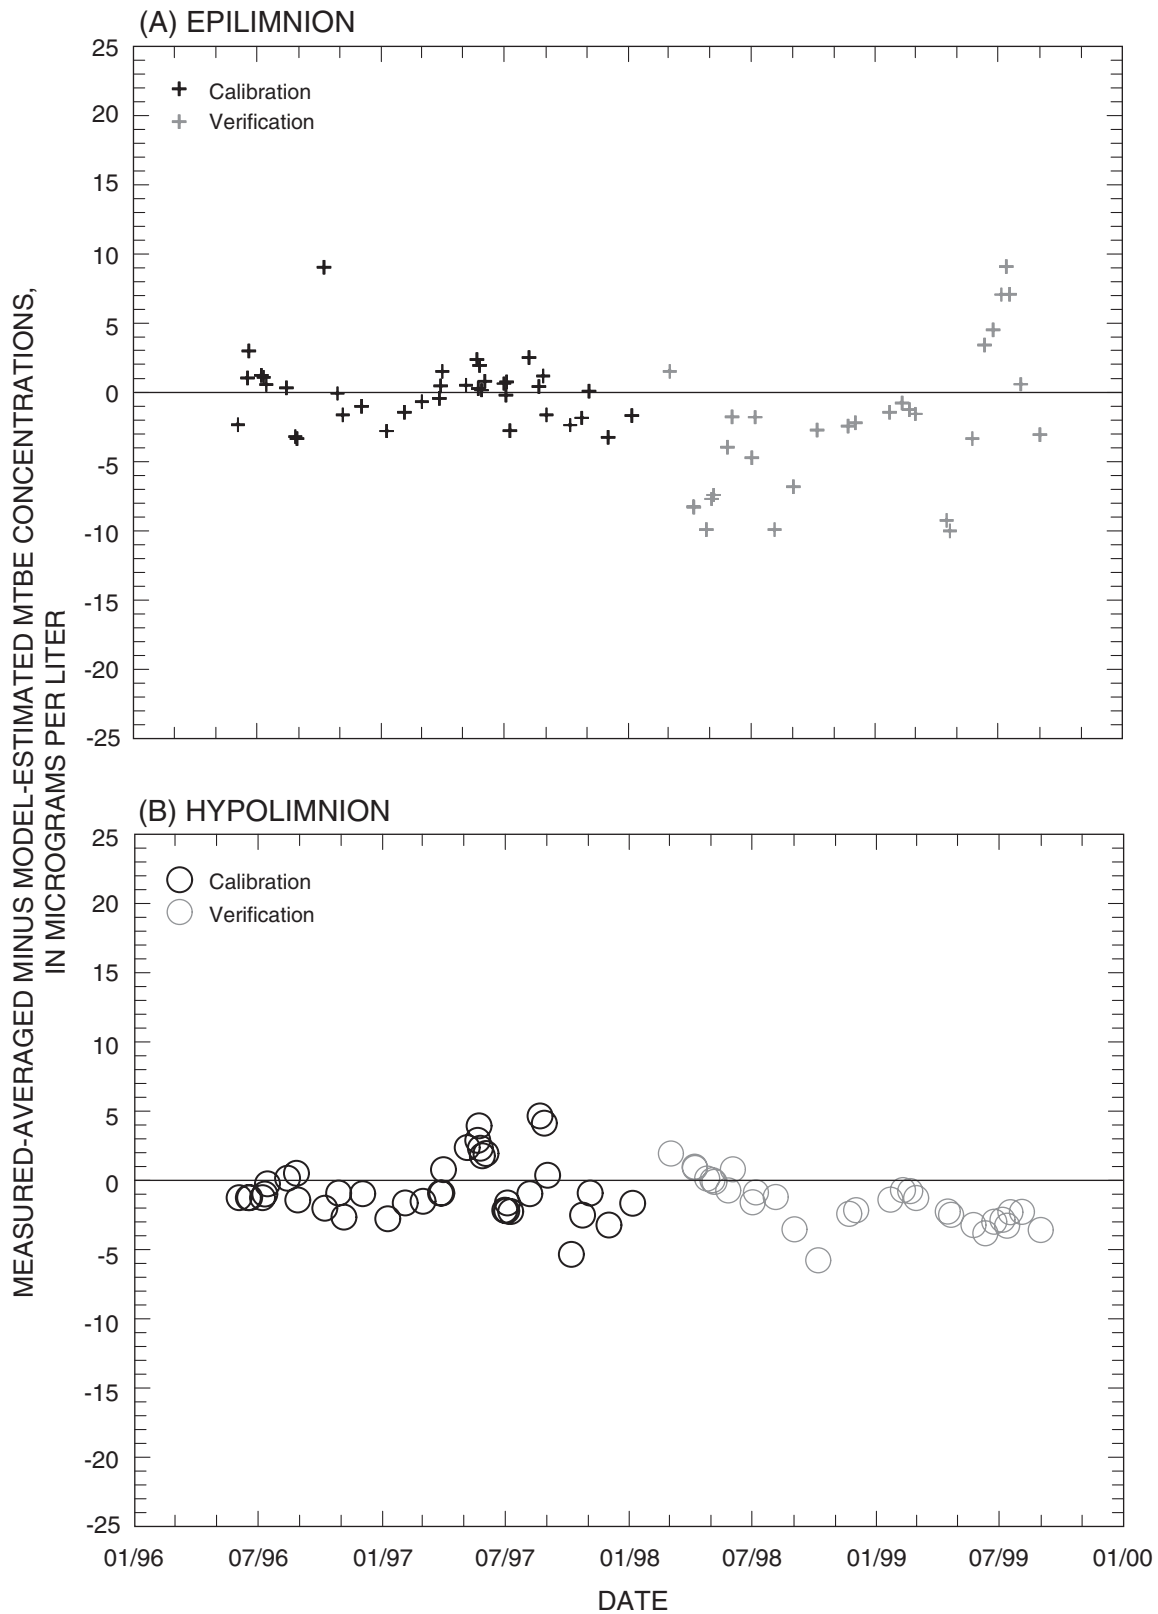 (A) EPILIMNION
25
20
15
10
5
0
-5
-10
-15
-20
-25
Calibration
Verification
MEASURED-AVERAGED MINUS MODEL-ESTIMATED MTBE CONCENTRATIONS,
IN MICROGRAMS PER LITER
(B) HYPOLIMNION
25
20
15
10
5
0
-5
-10
-15
-20
-25
Calibration
Verification
01/96 07/96 01/97 07/97 01/98 07/98 01/99 07/99 01/00
DATE